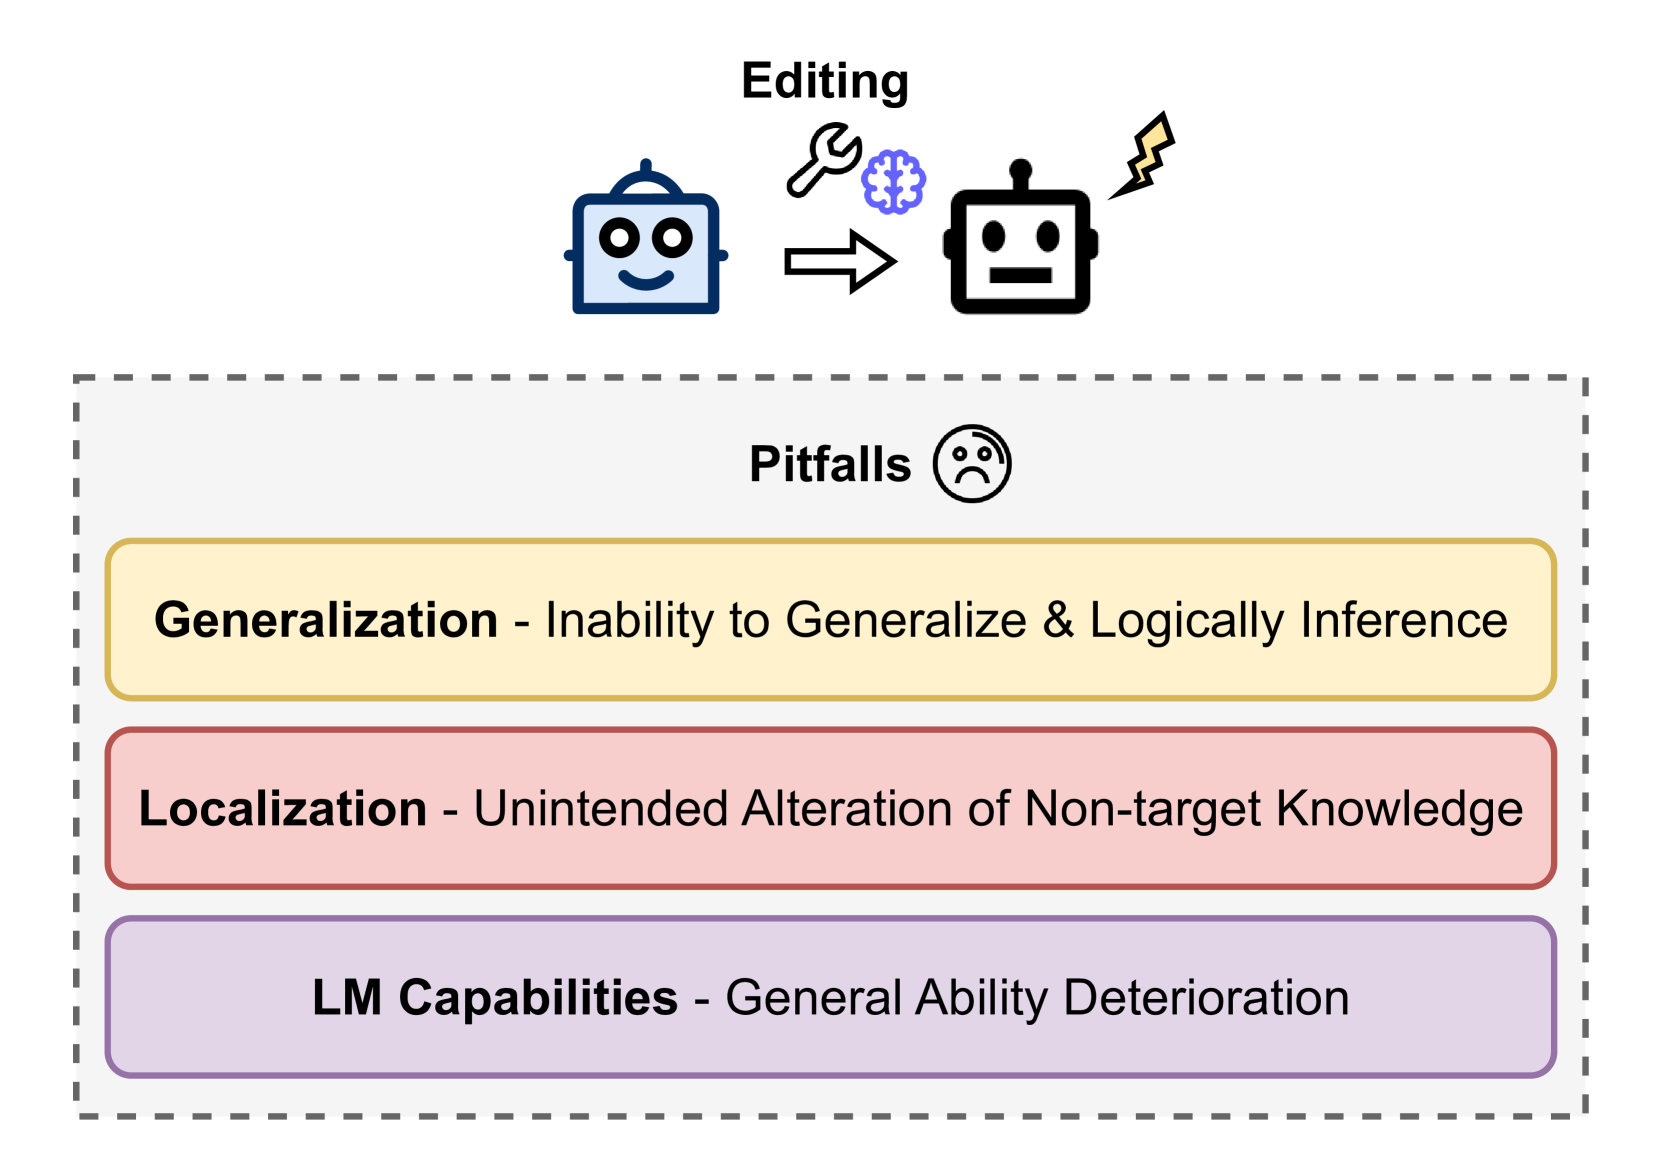 Editing
Pitfalls
Generalization - Inability to Generalize & Logically Inference
Localization - Unintended Alteration of Non-target Knowledge
LM Capabilities - General Ability Deterioration